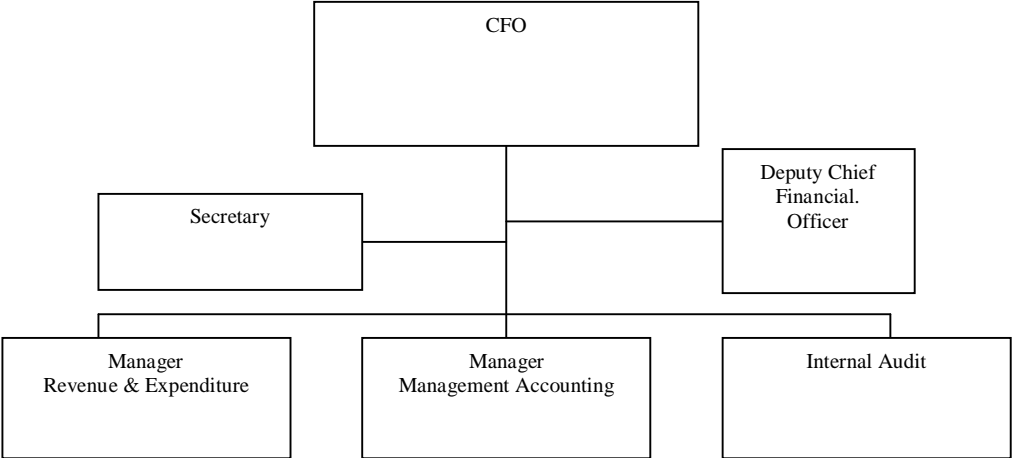 CFO
Deputy Chief
Financial.
Officer
Secretary
Manager
Revenue & Expenditure
Manager
Management Accounting
Internal Audit